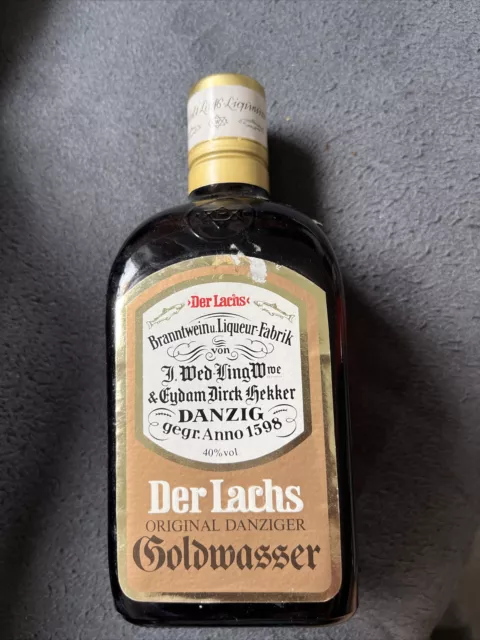 ›Der Lachs‹
Branntwein u. Liqueur-Fabrik
von
J. Wed-Ling Wwe
& Eydam Dirck Hekker
DANZIG
gegr. Anno 1598
40% vol
Der Lachs
ORIGINAL DANZIGER
Goldwasser